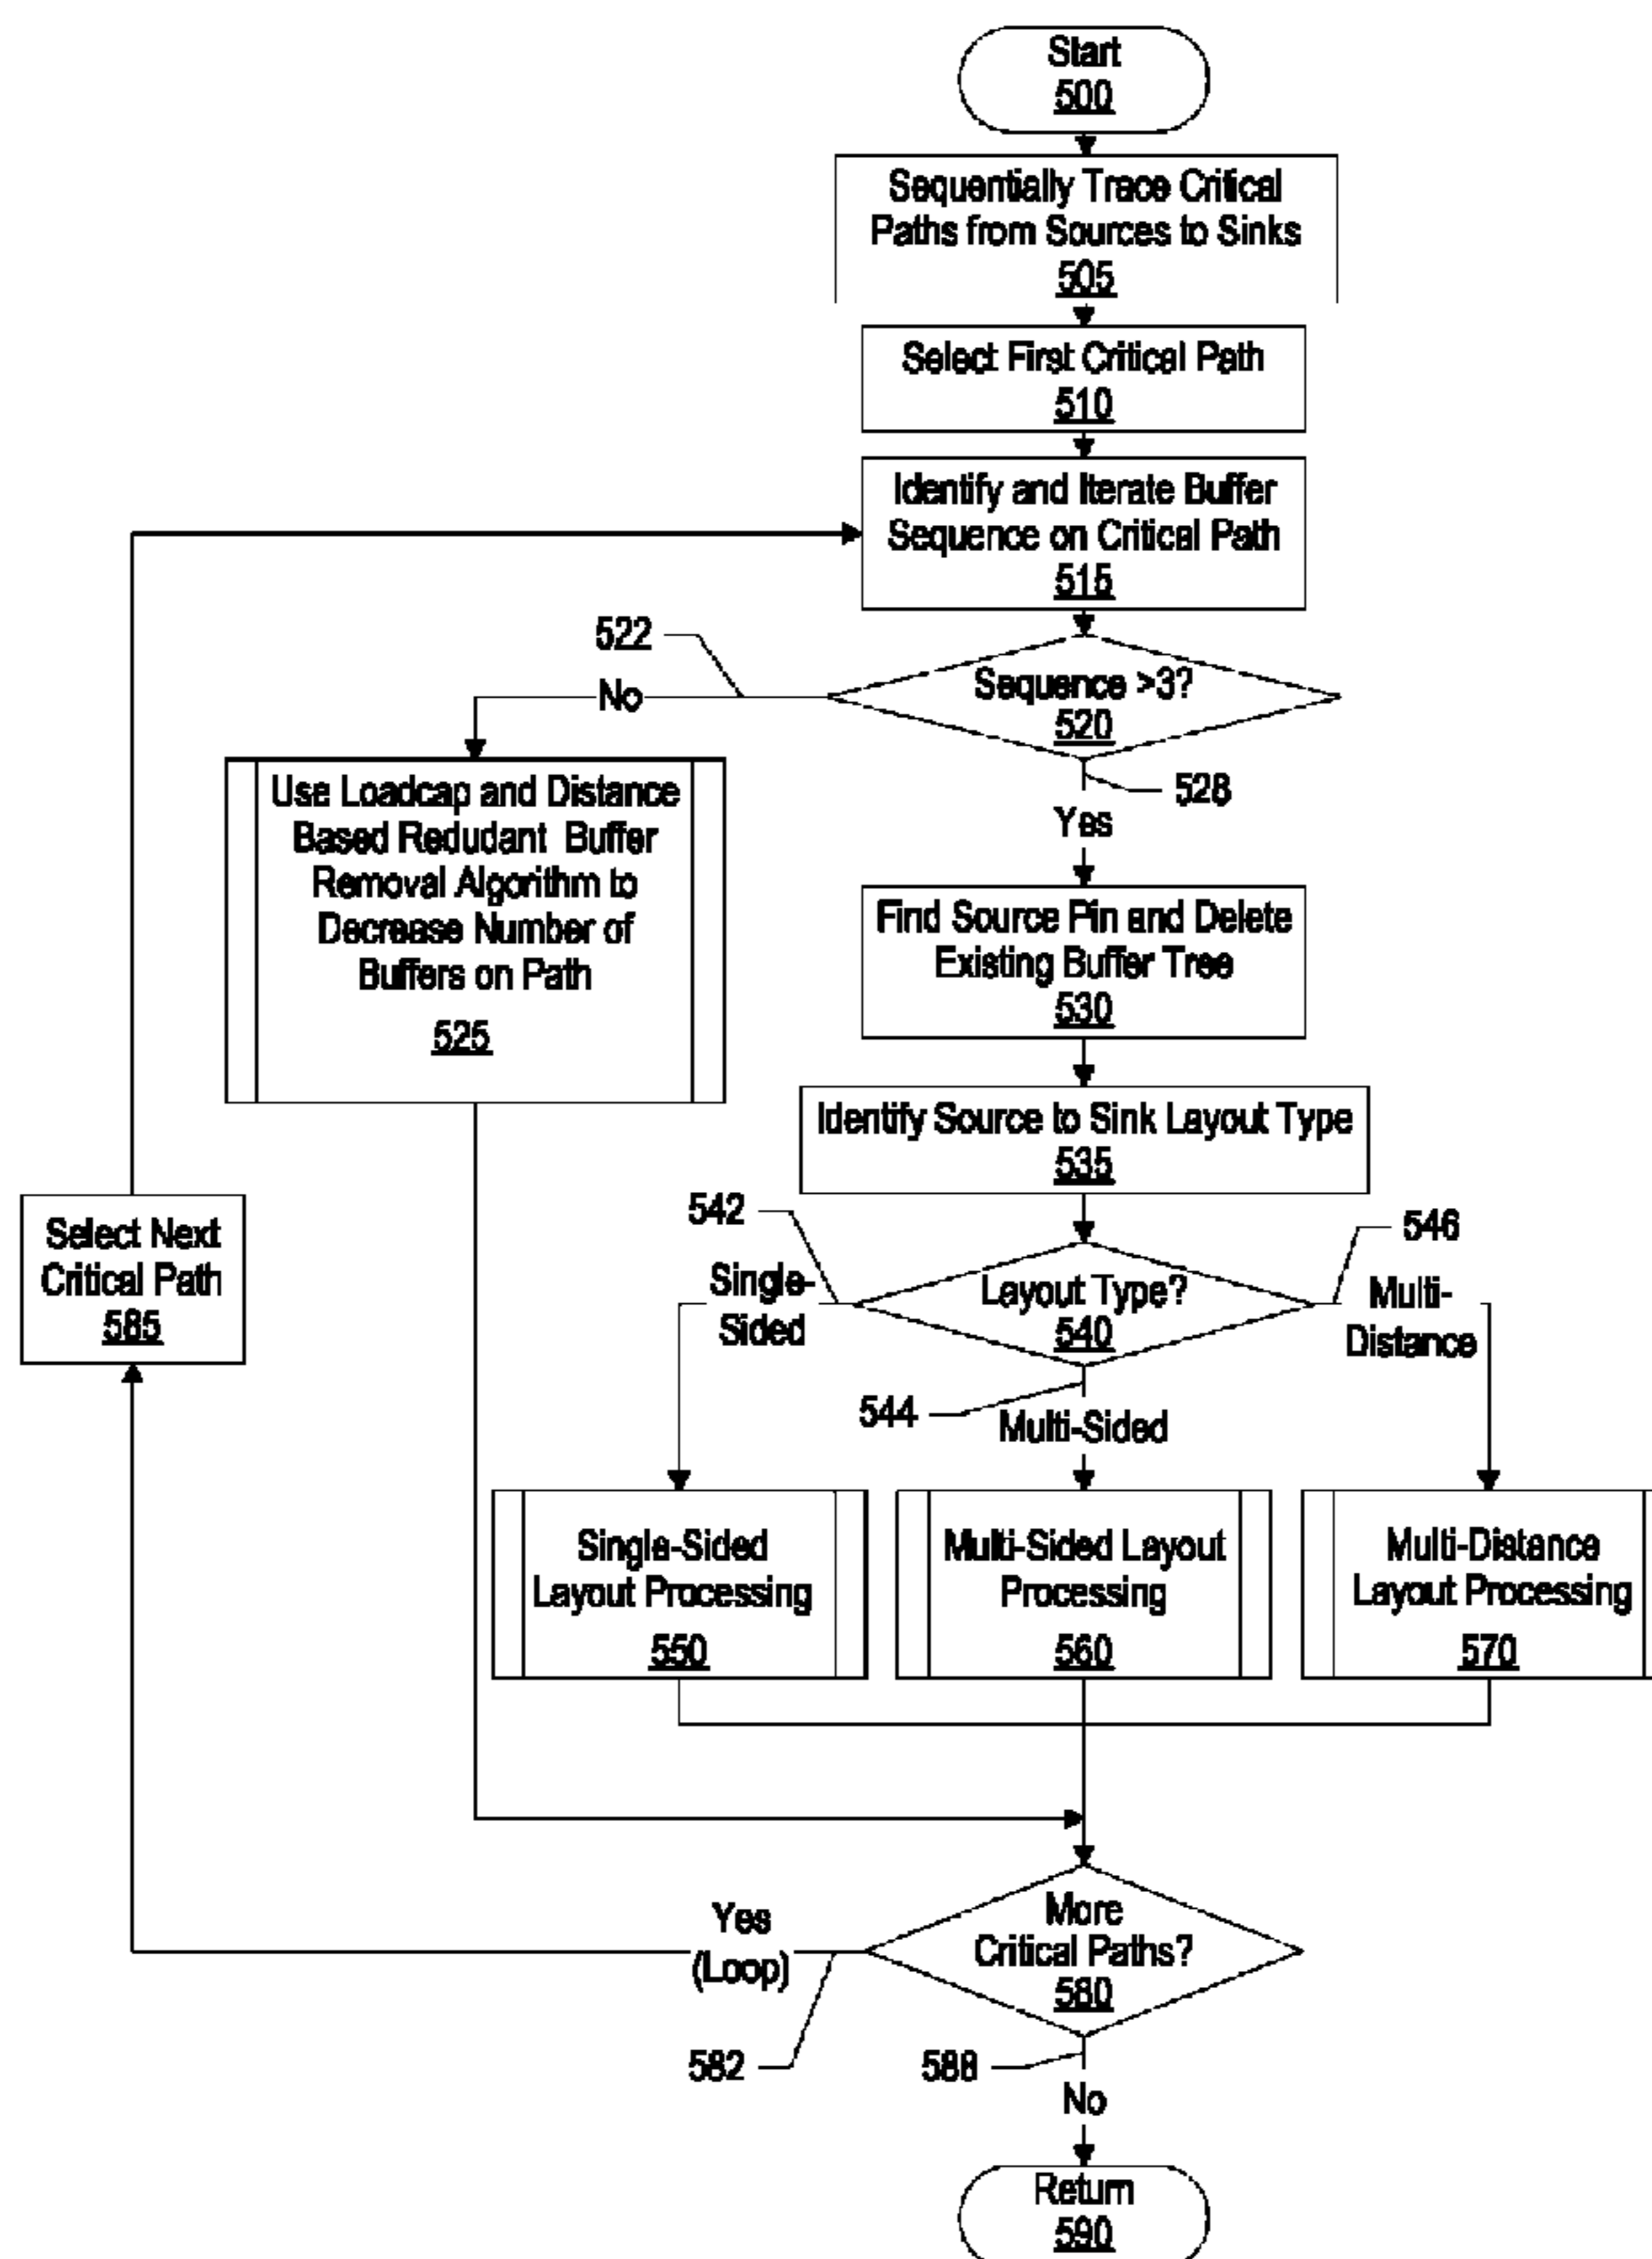 Start
500
Sequentially Trace Critical
Paths from Sources to Sinks
505
Select First Critical Path
510
Identify and Iterate Buffer
Sequence on Critical Path
515
522
No
Sequence >3?
520
528
Yes
Use Loadcap and Distance
Based Redudant Buffer
Removal Algorithm to
Decrease Number of
Buffers on Path
525
Find Source Pin and Delete
Existing Buffer Tree
530
Identify Source to Sink Layout Type
535
Select Next
Critical Path
585
542
Single-
Sided
Layout Type?
540
546
Multi-
Distance
544
Multi-Sided
Single-Sided
Layout Processing
550
Multi-Sided Layout
Processing
560
Multi-Distance
Layout Processing
570
Yes
(Loop)
More
Critical Paths?
580
582
588
No
Return
590